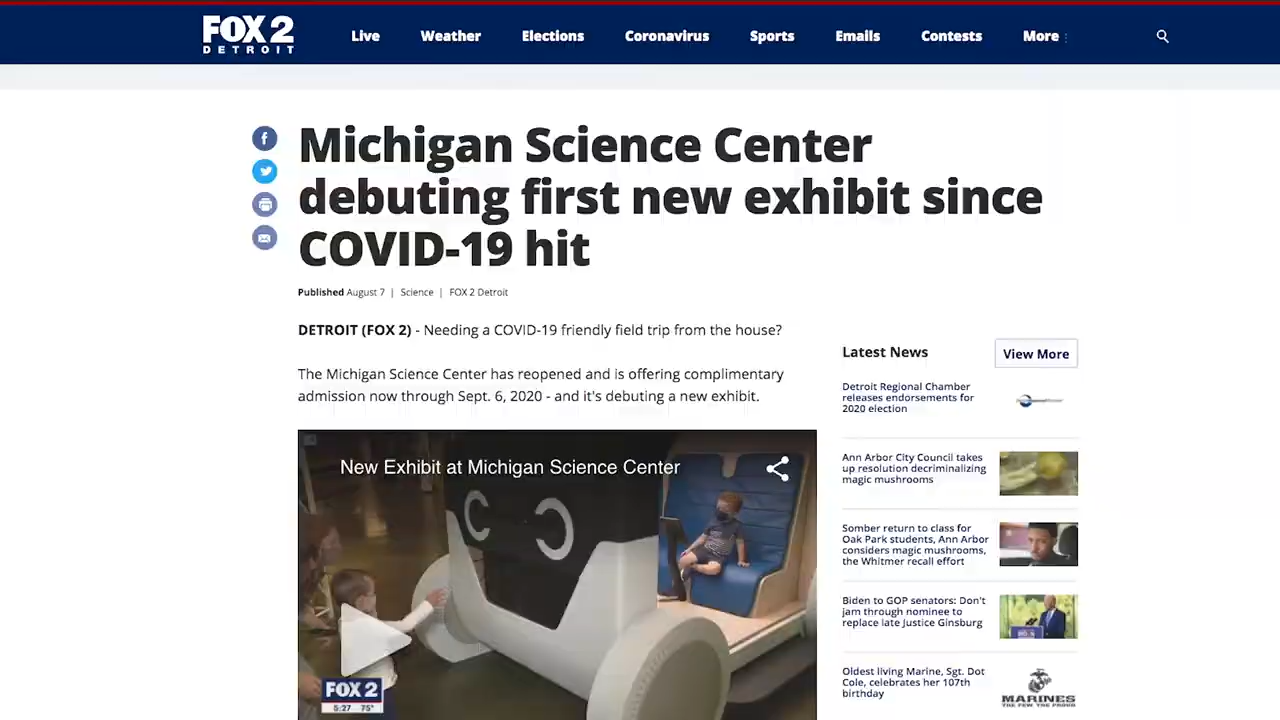 FOX 2
DETROIT
Live
Weather
Elections
Coronavirus
Sports
Emails
Contests
More
Michigan Science Center
debuting first new exhibit since
COVID-19 hit
Published August 7 | Science | FOX 2 Detroit
DETROIT (FOX 2) - Needing a COVID-19 friendly field trip from the house?
The Michigan Science Center has reopened and is offering complimentary
admission now through Sept. 6, 2020 - and it's debuting a new exhibit.
New Exhibit at Michigan Science Center
FOX 2
5:27 75°
Latest News
View More
Detroit Regional Chamber
releases endorsements for
2020 election
Ann Arbor City Council takes
up resolution decriminalizing
magic mushrooms
Somber return to class for
Oak Park students, Ann Arbor
considers magic mushrooms,
the Whitmer recall effort
Biden to GOP senators: Don't
jam through nominee to
replace late Justice Ginsburg
Oldest living Marine, Sgt. Dot
Cole, celebrates her 107th
birthday
MARINES
THE FEW. THE PROUD.